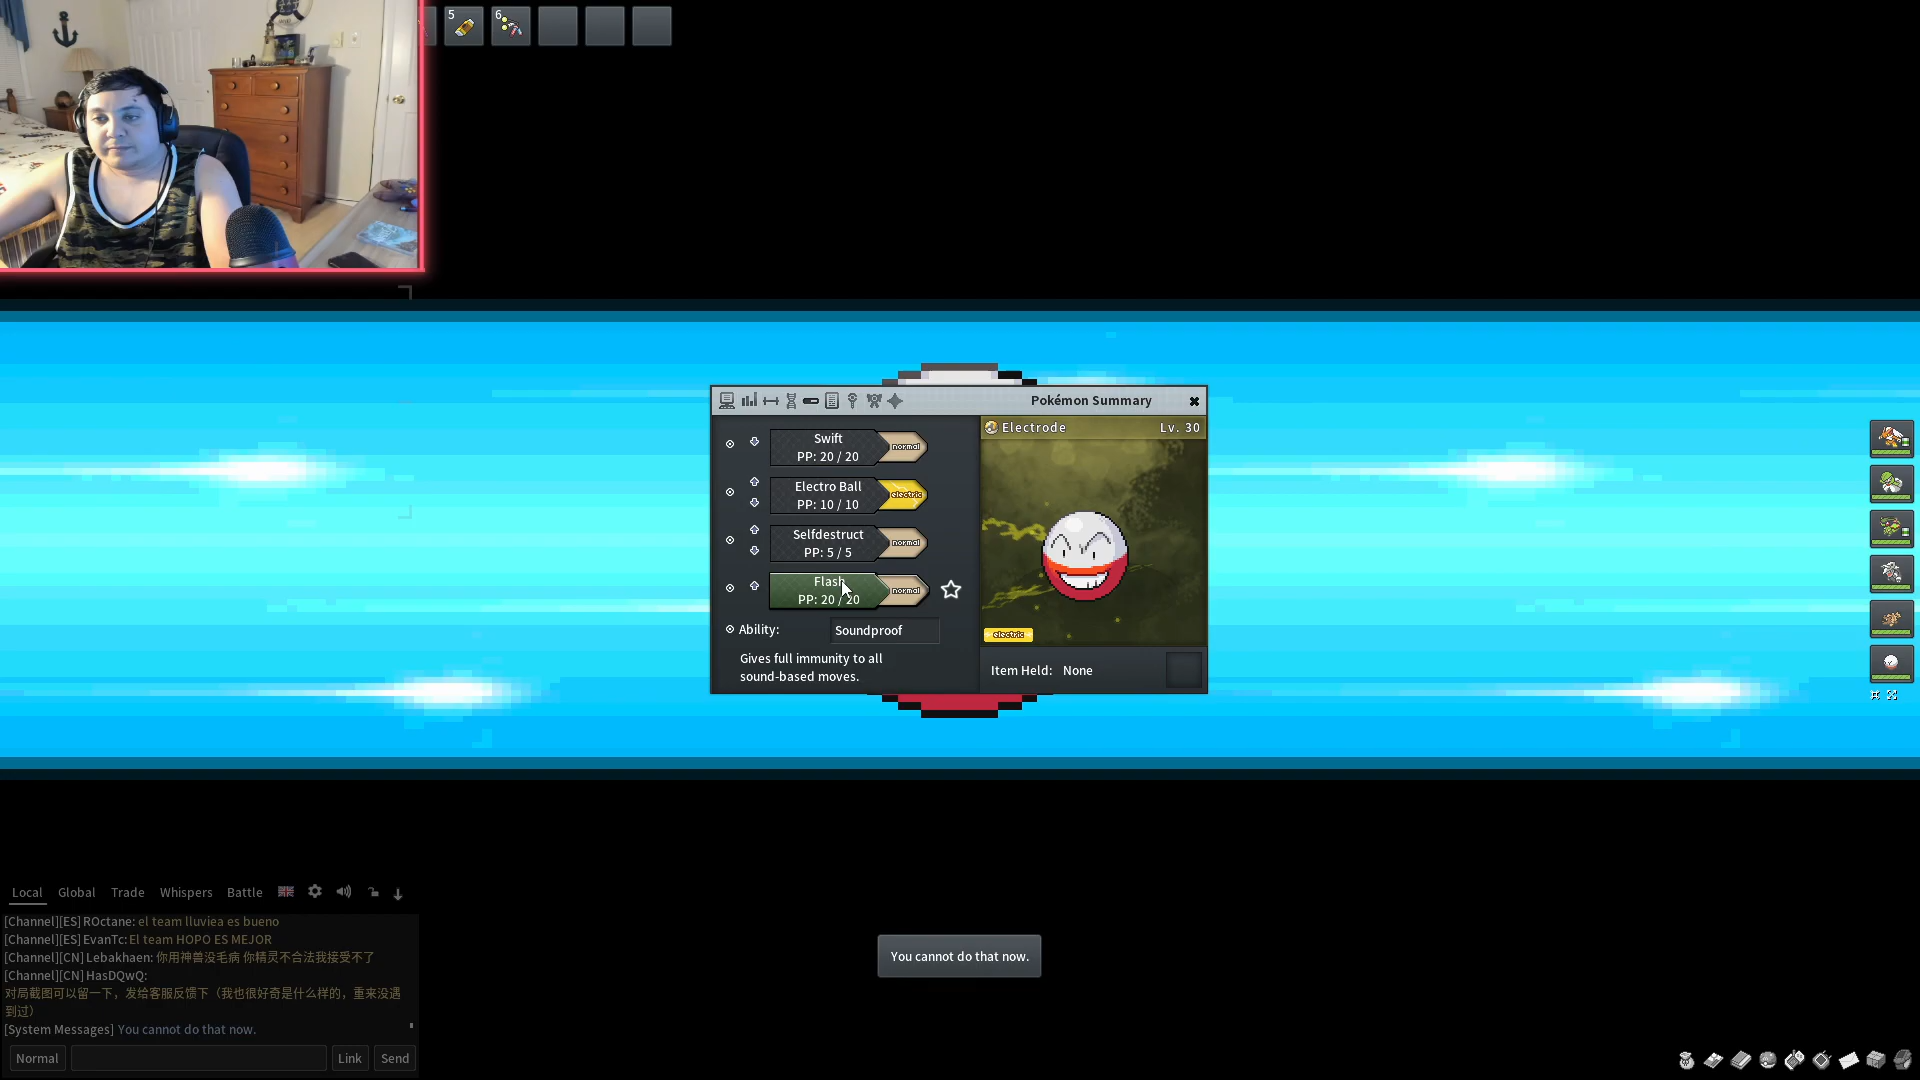 5
6
Pokémon Summary
Swift
PP: 20 / 20
normal
Electro Ball
PP: 10 / 10
electric
Selfdestruct
PP: 5 / 5
normal
Flash
PP: 20 / 20
normal
Ability:
Soundproof
Gives full immunity to all
sound-based moves.
Electrode
Lv. 30
electric
Item Held: None
Local
Global
Trade
Whispers
Battle
[Channel][ES] ROctane: el team lluviea es bueno
[Channel][ES] EvanTc: El team HOPO ES MEJOR
[Channel][CN] Lebakhaen: 你用神兽没毛病 你精灵不合法我接受不了
[Channel][CN] HasDQwQ:
对局截图可以留一下，发给客服反馈下（我也很好奇是什么样的，重来没遇
到过）
[System Messages] You cannot do that now.
Normal
Link
Send
You cannot do that now.